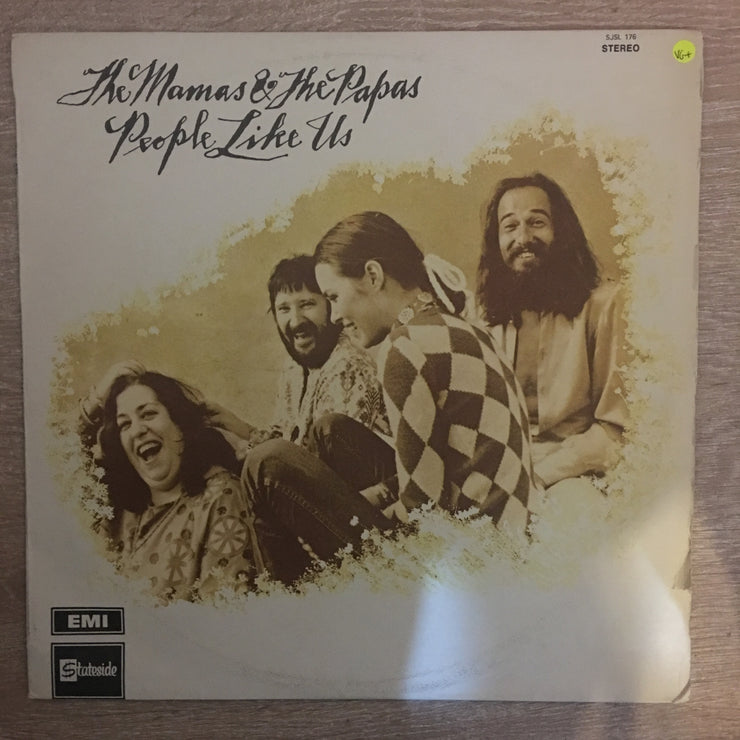 SJSL 176
STEREO
VG+
The Mamas & The Papas
People Like Us
EMI
Stateside